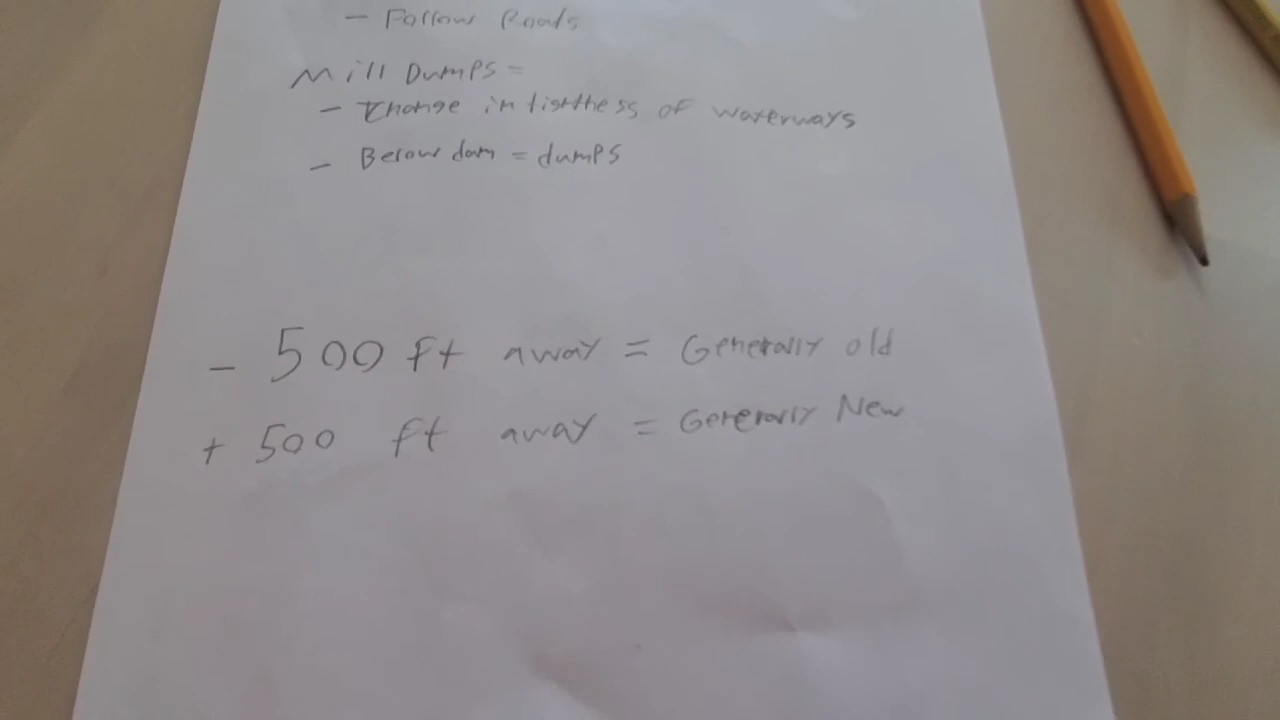 - Follow Roads
Mill Dumps =
- Change in tightness of waterways
- Below dam = dumps
- 500 ft away = Generally old
+ 500 ft away = Generally New